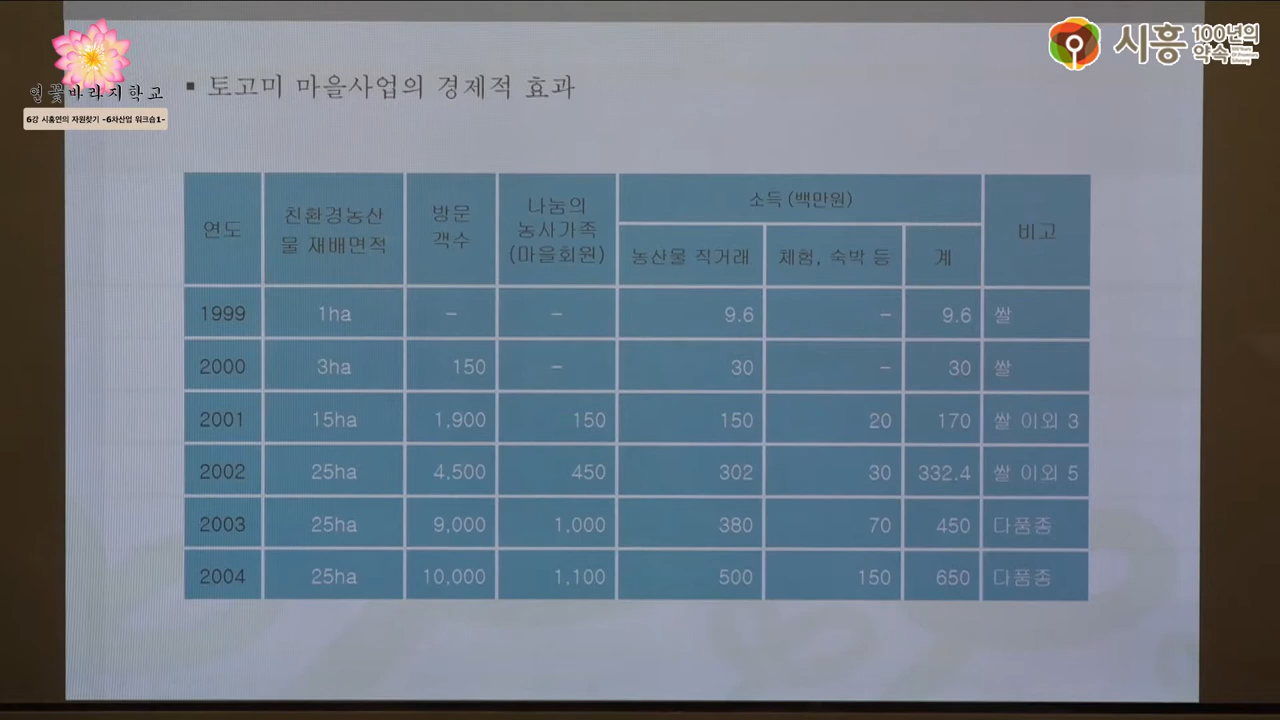 연꽃바라지학교
6강 시흥연의 자원찾기 -6차산업 워크숍1-
시흥 100년의 약속
▪ 토고미 마을사업의 경제적 효과
연도 친환경농산물 재배면적 방문객수 나눔의 농사가족 (마을회원) 소득 (백만원) 비고
농산물 직거래 체험, 숙박 등 계
1999 1ha - - 9.6 - 9.6 쌀
2000 3ha 150 - 30 - 30 쌀
2001 15ha 1,900 150 150 20 170 쌀 이외 3
2002 25ha 4,500 450 302 30 332.4 쌀 이외 5
2003 25ha 9,000 1.000 380 70 450 다품종
2004 25ha 10,000 1,100 500 150 650 다품종